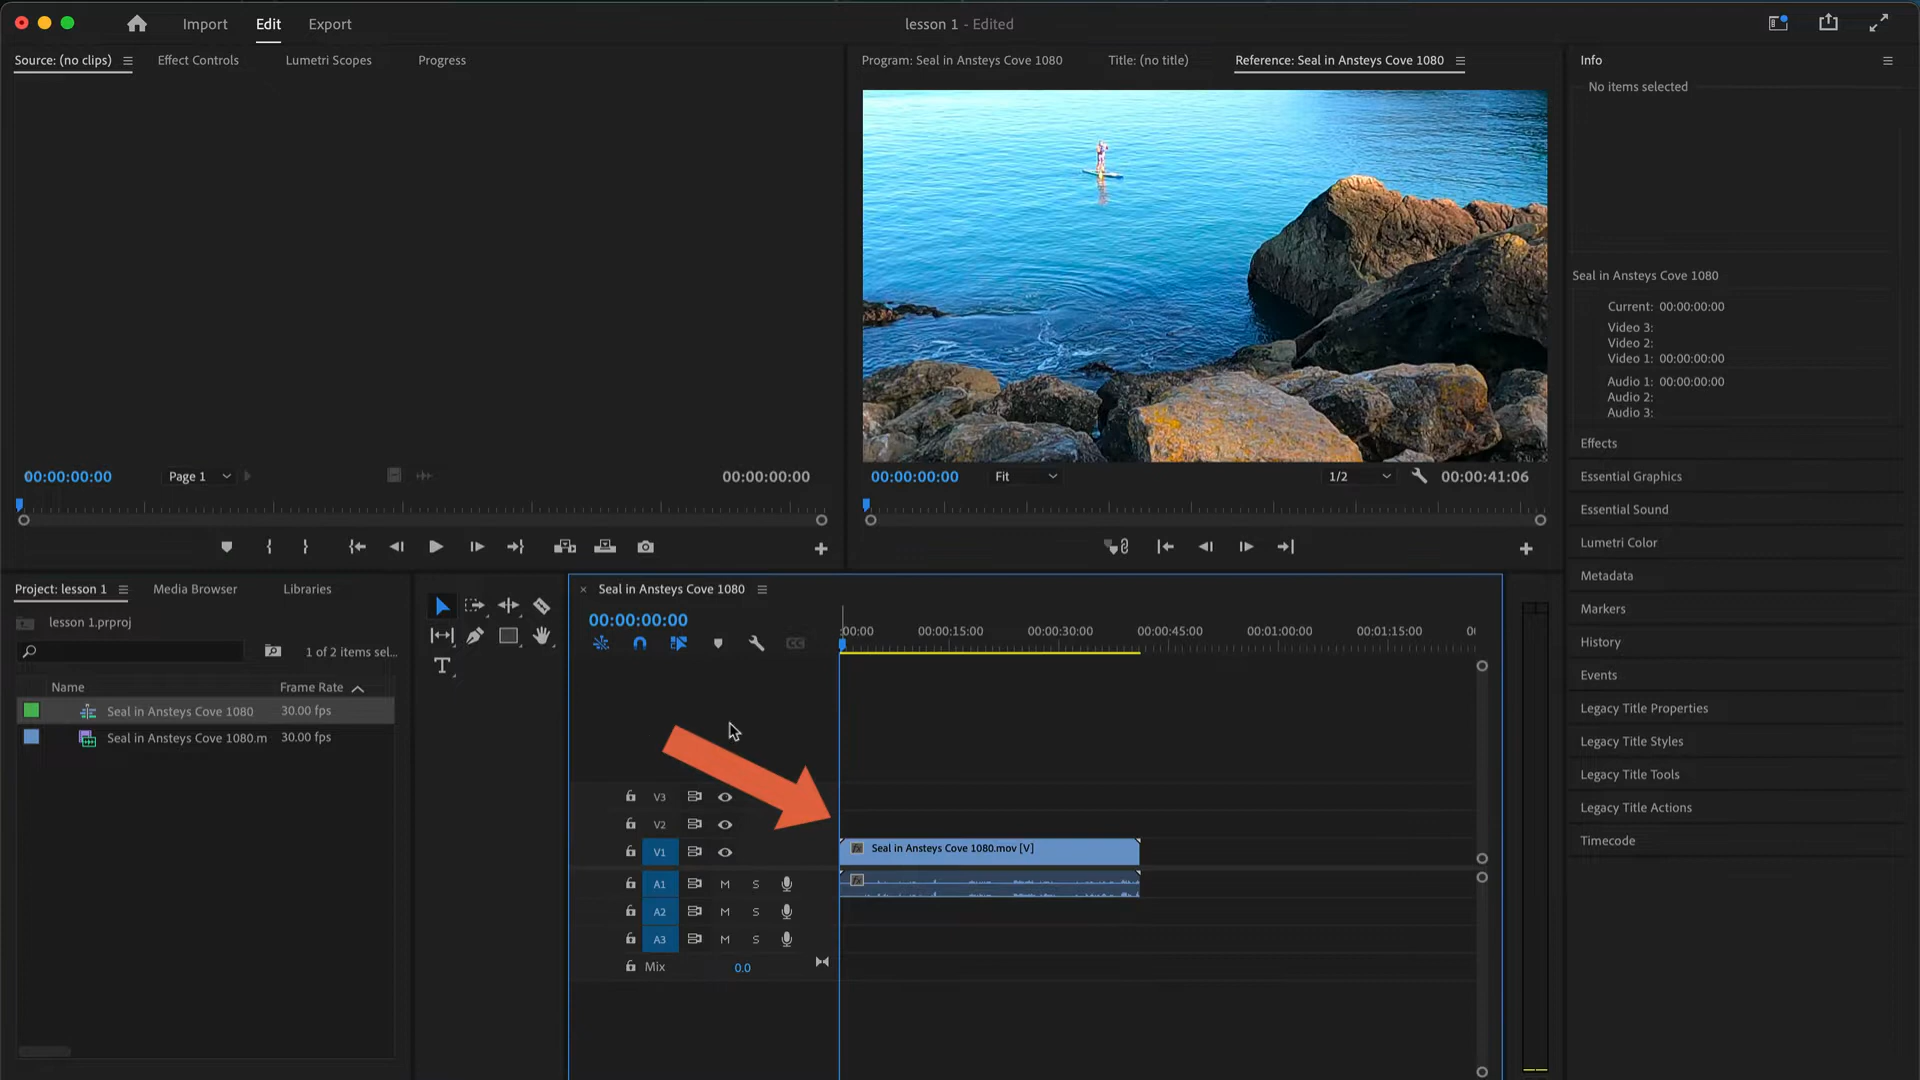 Import Edit Export
lesson 1 - Edited
Source: (no clips) Effect Controls Lumetri Scopes Progress
Program: Seal in Ansteys Cove 1080 Title: (no title) Reference: Seal in Ansteys Cove 1080
Info
No items selected
Seal in Ansteys Cove 1080
Current: 00:00:00:00
Video 3:
Video 2:
Video 1: 00:00:00:00
Audio 1: 00:00:00:00
Audio 2:
Audio 3:
Effects
Essential Graphics
Essential Sound
Lumetri Color
Metadata
Markers
History
Events
Legacy Title Properties
Legacy Title Styles
Legacy Title Tools
Legacy Title Actions
Timecode
00:00:00:00 Page 1 00:00:00:00
00:00:00:00 Fit 1/2 00:00:41:06
Project: lesson 1 Media Browser Libraries
lesson 1.prproj
1 of 2 items sel...
Name Frame Rate
Seal in Ansteys Cove 1080 30.00 fps
Seal in Ansteys Cove 1080.m 30.00 fps
T
× Seal in Ansteys Cove 1080
00:00:00:00
:00:00 00:00:15:00 00:00:30:00 00:00:45:00 00:01:00:00 00:01:15:00 00
CC
V3
V2
V1
fx Seal in Ansteys Cove 1080.mov [V]
A1 M S
fx
A2 M S
A3 M S
Mix 0.0